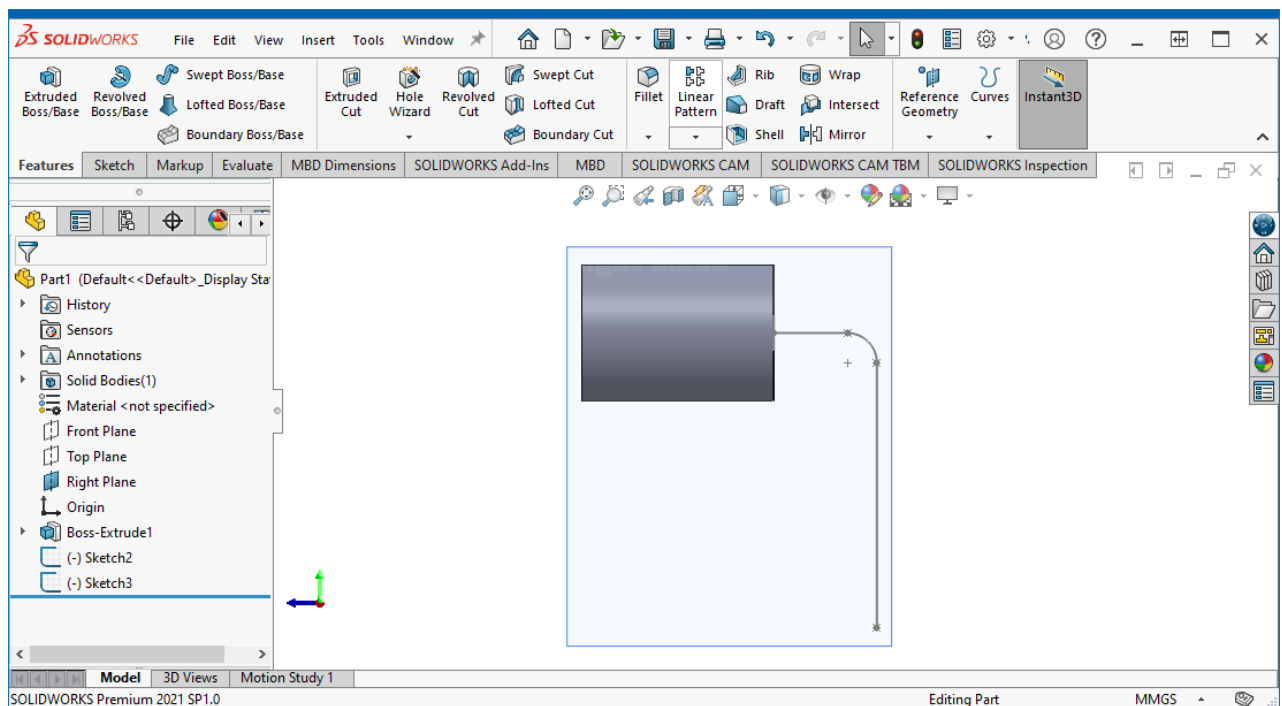 SOLIDWORKS File Edit View Insert Tools Window
Extruded Boss/Base Revolved Boss/Base Swept Boss/Base Lofted Boss/Base Boundary Boss/Base Extruded Cut Hole Wizard Revolved Cut Swept Cut Lofted Cut Boundary Cut Fillet Linear Pattern Rib Draft Shell Wrap Intersect Mirror Reference Geometry Curves Instant3D
Features Sketch Markup Evaluate MBD Dimensions SOLIDWORKS Add-Ins MBD SOLIDWORKS CAM SOLIDWORKS CAM TBM SOLIDWORKS Inspection
Part1 (Default<<Default>_Display Sta
History
Sensors
A Annotations
Solid Bodies(1)
Material <not specified>
Front Plane
Top Plane
Right Plane
Origin
Boss-Extrude1
(-) Sketch2
(-) Sketch3
Model 3D Views Motion Study 1
SOLIDWORKS Premium 2021 SP1.0 Editing Part MMGS